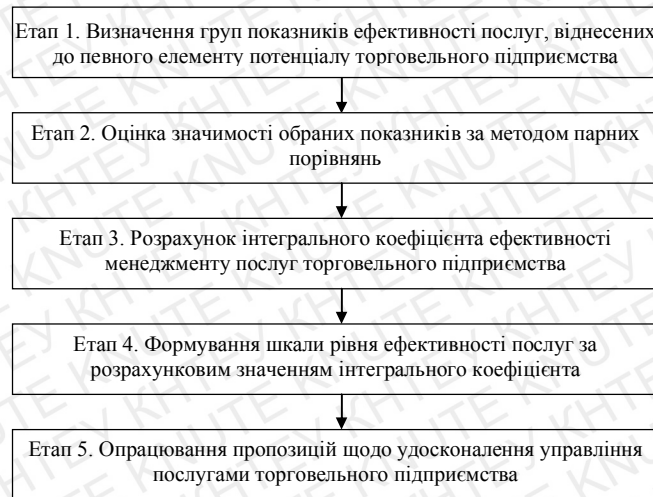 Етап 1. Визначення груп показників ефективності послуг, віднесених
до певного елементу потенціалу торговельного підприємства
Етап 2. Оцінка значимості обраних показників за методом парних
порівнянь
Етап 3. Розрахунок інтегрального коефіцієнта ефективності
менеджменту послуг торговельного підприємства
Етап 4. Формування шкали рівня ефективності послуг за
розрахунковим значенням інтегрального коефіцієнта
Етап 5. Опрацювання пропозицій щодо удосконалення управління
послугами торговельного підприємства